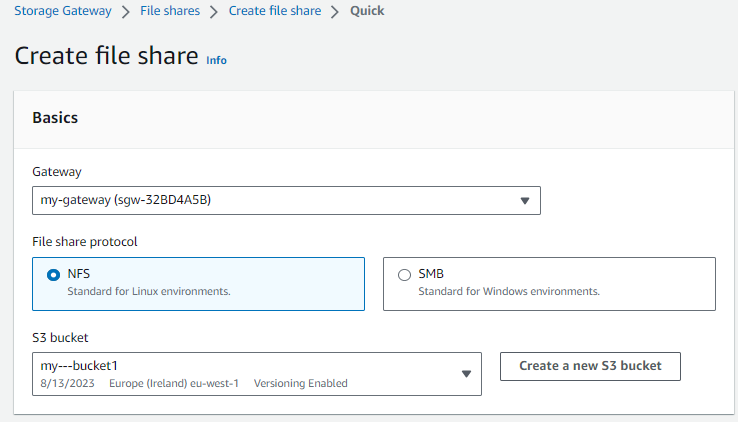 Storage Gateway > File shares > Create file share > Quick
Create file share Info
Basics
Gateway
my-gateway (sgw-32BD4A5B)
File share protocol
NFS
Standard for Linux environments.
SMB
Standard for Windows environments.
S3 bucket
my---bucket1
8/13/2023 Europe (Ireland) eu-west-1 Versioning Enabled
Create a new S3 bucket